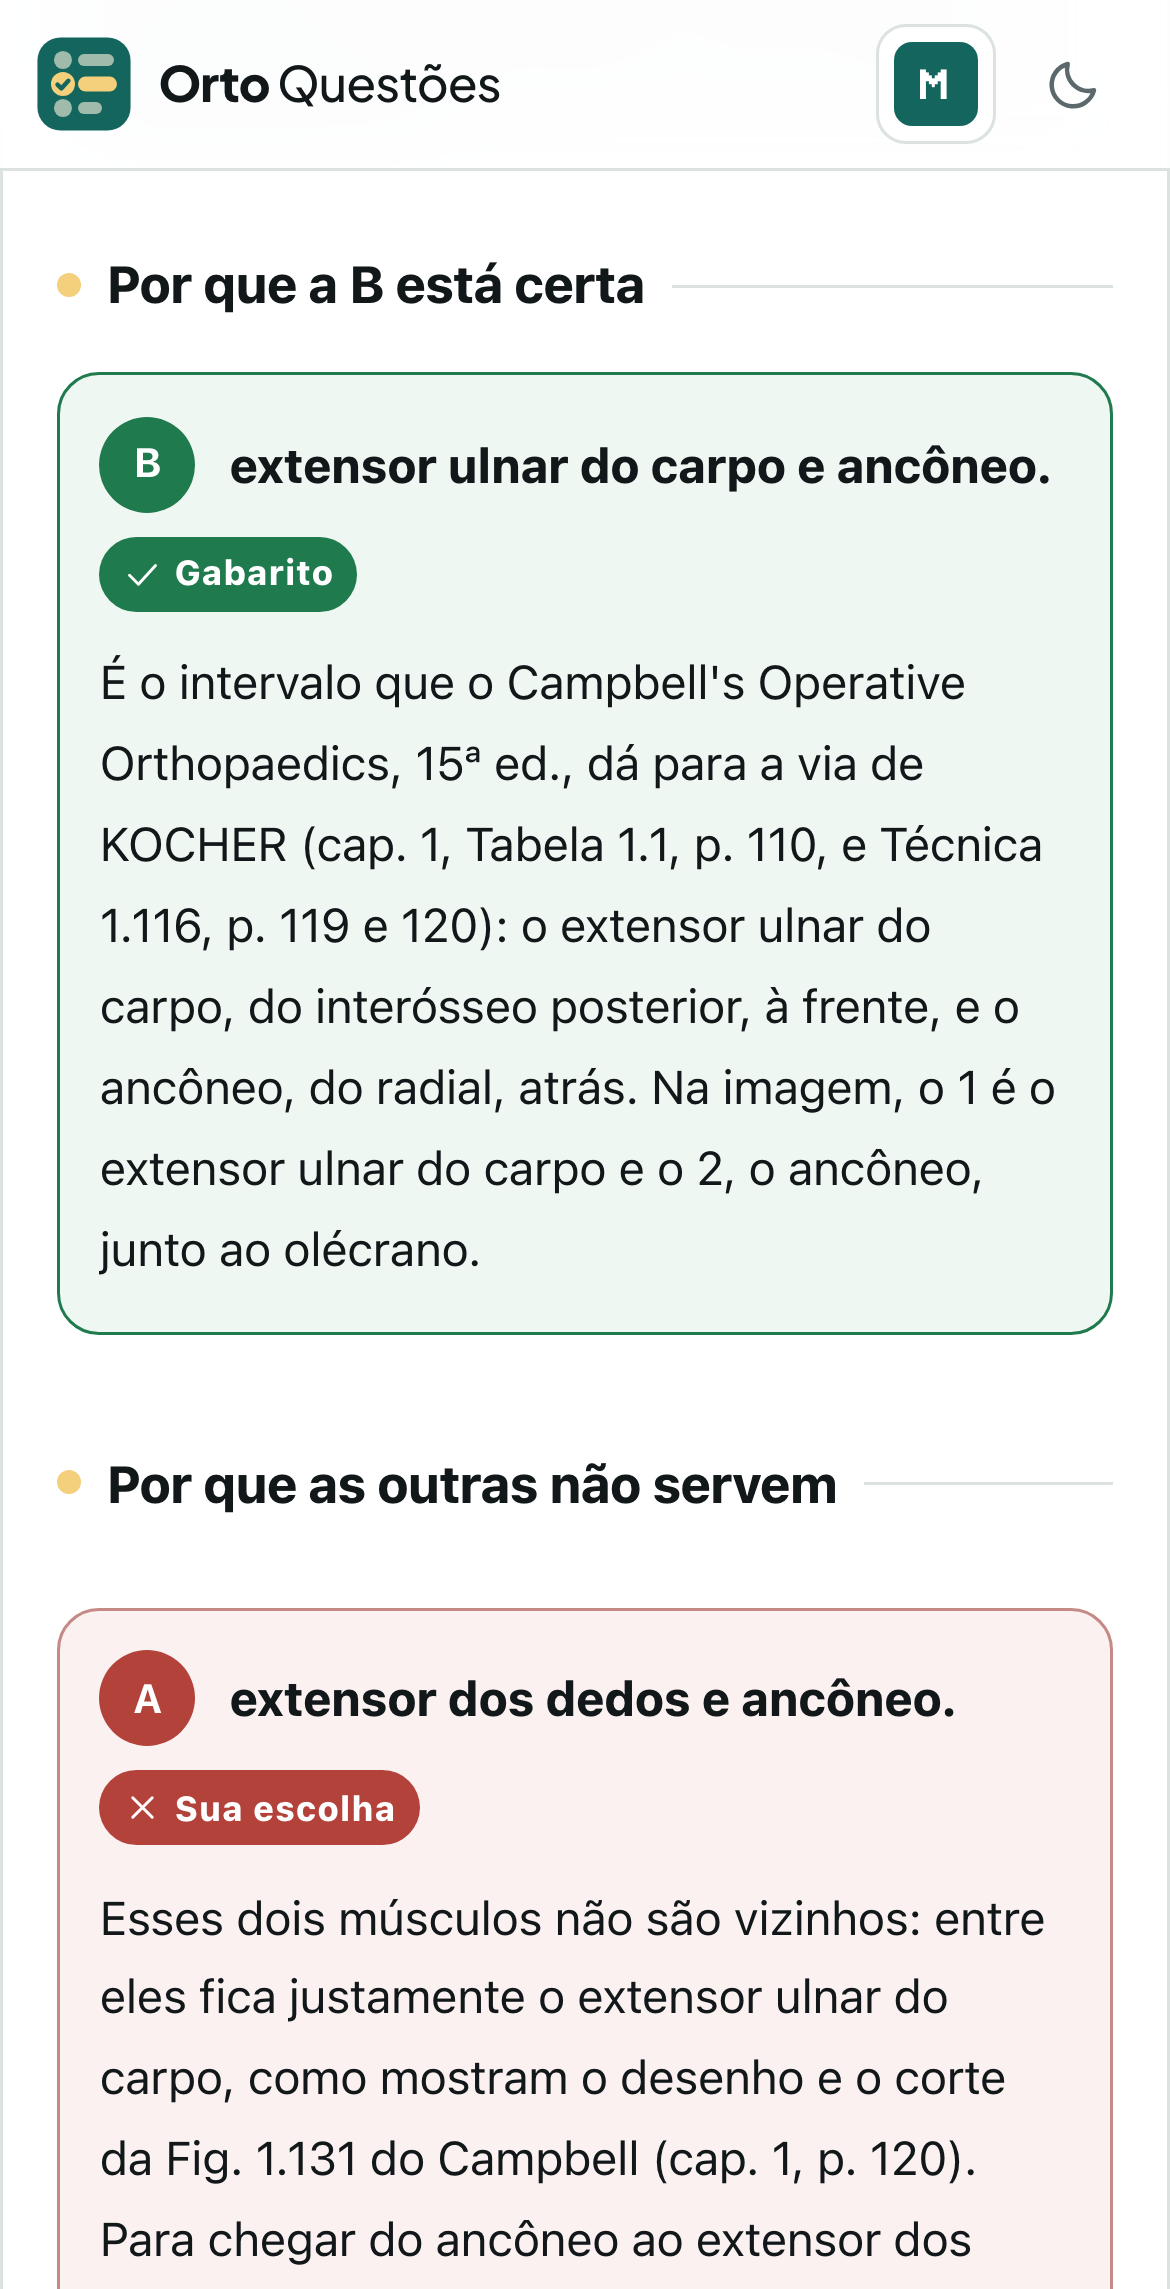 Orto Questões
M
Por que a B está certa
B
extensor ulnar do carpo e ancôneo.
Gabarito
É o intervalo que o Campbell's Operative
Orthopaedics, 15ª ed., dá para a via de
KOCHER (cap. 1, Tabela 1.1, p. 110, e Técnica
1.116, p. 119 e 120): o extensor ulnar do
carpo, do interósseo posterior, à frente, e o
ancôneo, do radial, atrás. Na imagem, o 1 é o
extensor ulnar do carpo e o 2, o ancôneo,
junto ao olécrano.
Por que as outras não servem
A
extensor dos dedos e ancôneo.
Sua escolha
Esses dois músculos não são vizinhos: entre
eles fica justamente o extensor ulnar do
carpo, como mostram o desenho e o corte
da Fig. 1.131 do Campbell (cap. 1, p. 120).
Para chegar do ancôneo ao extensor dos